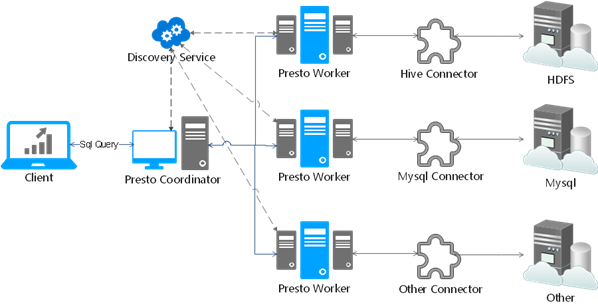 Discovery Service
Presto Worker
Hive Connector
HDFS
Sql Query
Client
Presto Coordinator
Presto Worker
Mysql Connector
Mysql
Presto Worker
Other Connector
Other